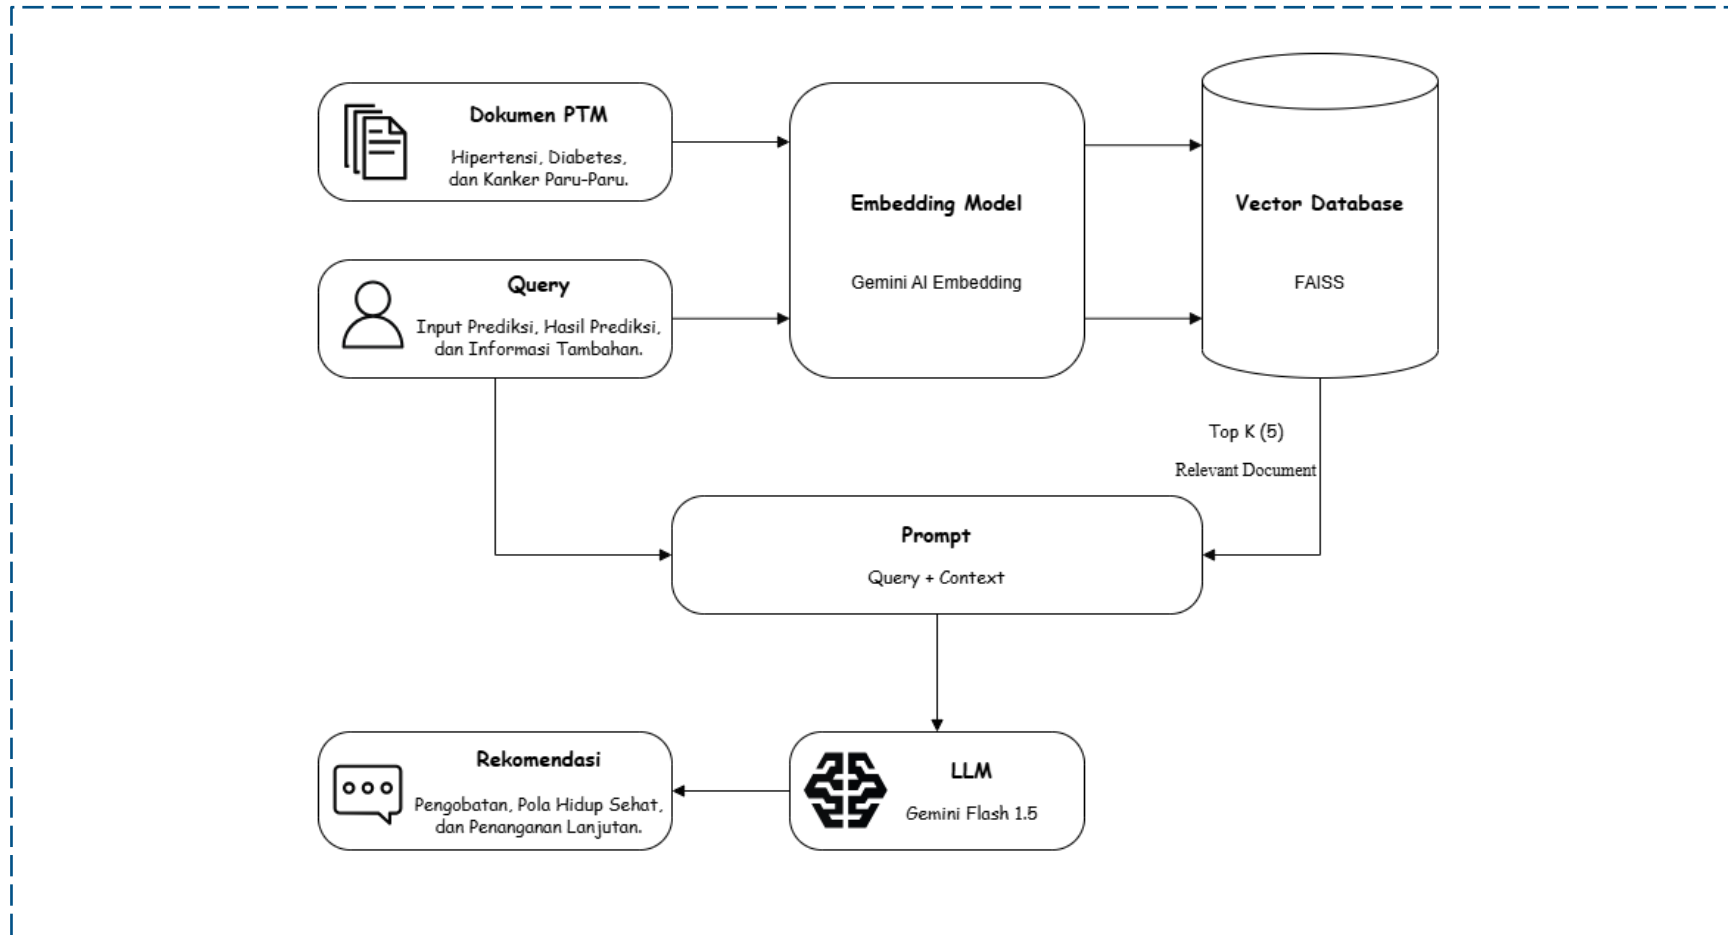 Dokumen PTM
Hipertensi, Diabetes,
dan Kanker Paru-Paru.
Embedding Model
Gemini AI Embedding
Vector Database
FAISS
Query
Input Prediksi, Hasil Prediksi,
dan Informasi Tambahan.
Top K (5)
Relevant Document
Prompt
Query + Context
Rekomendasi
Pengobatan, Pola Hidup Sehat,
dan Penanganan Lanjutan.
LLM
Gemini Flash 1.5